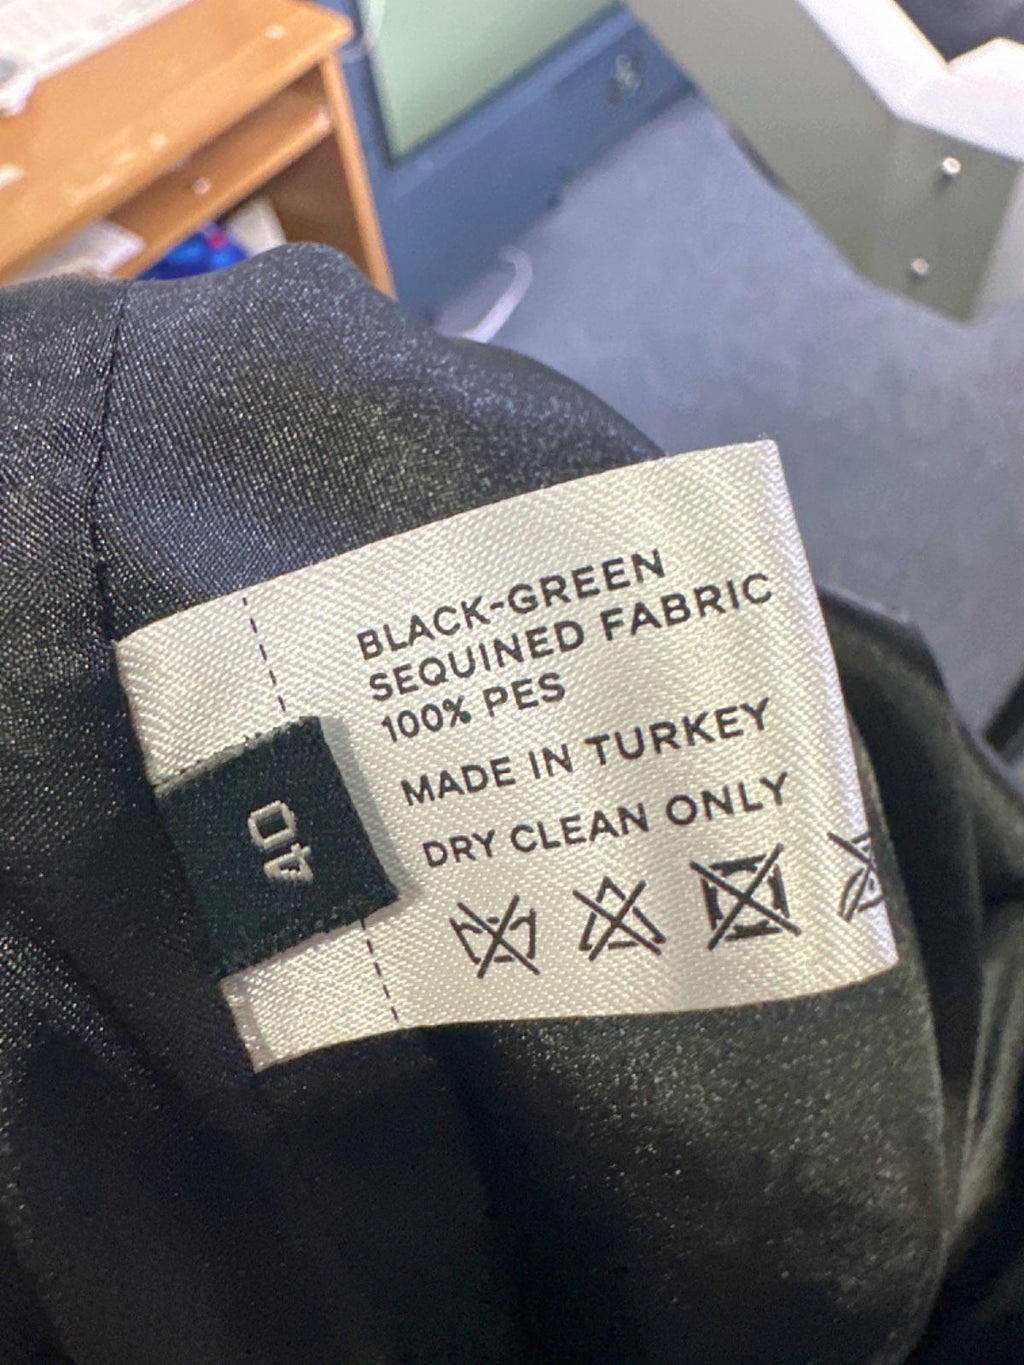 BLACK-GREEN
SEQUINED FABRIC
100% PES
MADE IN TURKEY
DRY CLEAN ONLY
40